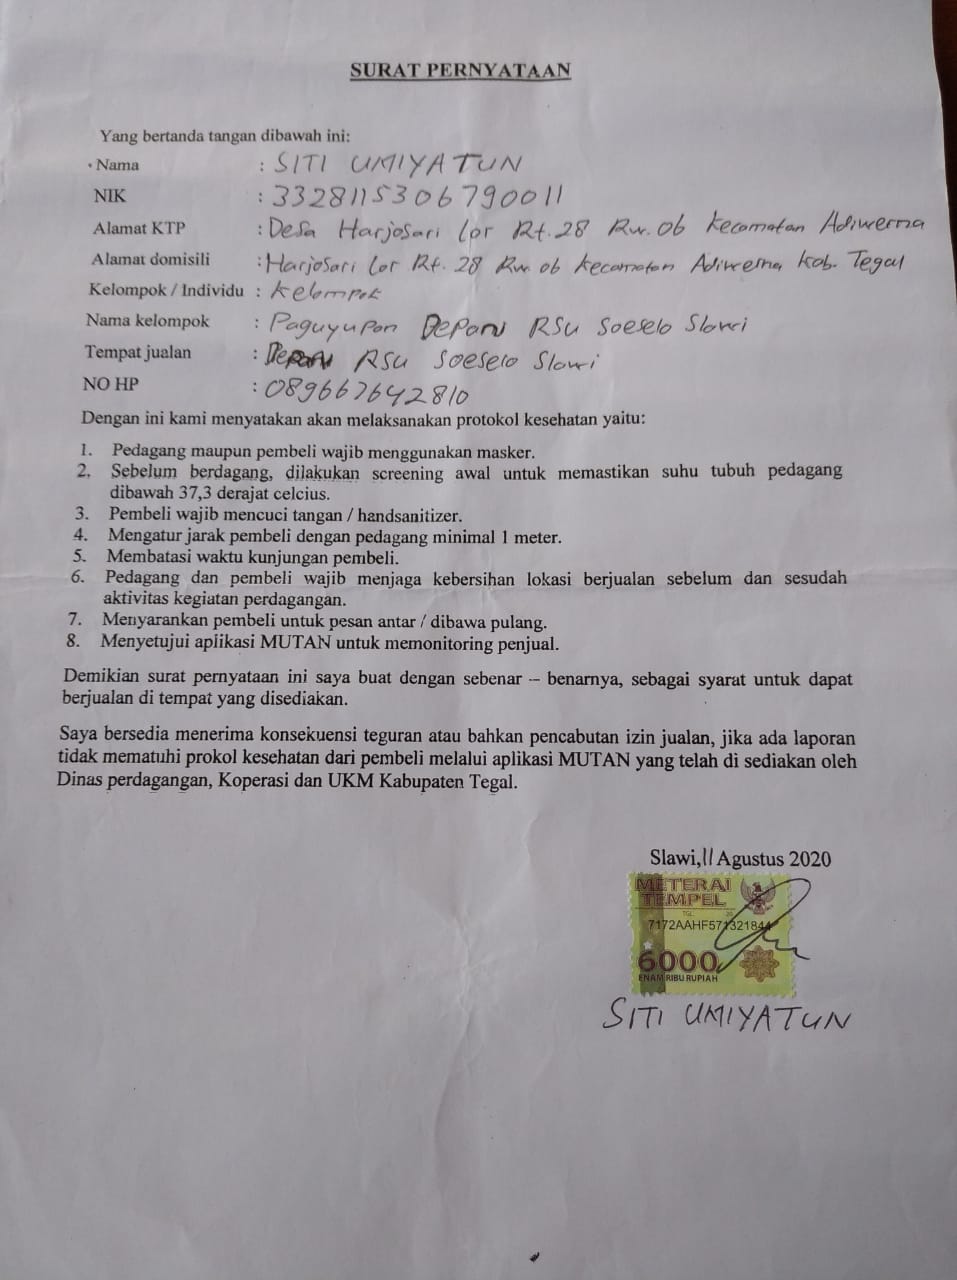 SURAT PERNYATAAN
Yang bertanda tangan dibawah ini:
Nama : SITI UMIYATUN
NIK : 3328115306790011
Alamat KTP : Desa Harjosari Lor Rt. 28 Rw. 06 Kecamatan Adiwerna
Alamat domisili : Harjosari Lor Rt. 28 Rw 06 Kecamatan Adiwerna Kab. Tegal
Kelompok / Individu : Kelompok
Nama kelompok : Paguyupan DEPAN RSU Soeselo Slawi
Tempat jualan : DEPAN RSU Soeselo Slawi
NO HP : 089667642810
Dengan ini kami menyatakan akan melaksanakan protokol kesehatan yaitu:
1. Pedagang maupun pembeli wajib menggunakan masker.
2. Sebelum berdagang, dilakukan screening awal untuk memastikan suhu tubuh pedagang
dibawah 37,3 derajat celcius.
3. Pembeli wajib mencuci tangan / handsanitizer.
4. Mengatur jarak pembeli dengan pedagang minimal 1 meter.
5. Membatasi waktu kunjungan pembeli.
6. Pedagang dan pembeli wajib menjaga kebersihan lokasi berjualan sebelum dan sesudah
aktivitas kegiatan perdagangan.
7. Menyarankan pembeli untuk pesan antar / dibawa pulang.
8. Menyetujui aplikasi MUTAN untuk memonitoring penjual.
Demikian surat pernyataan ini saya buat dengan sebenar – benarnya, sebagai syarat untuk dapat
berjualan di tempat yang disediakan.
Saya bersedia menerima konsekuensi teguran atau bahkan pencabutan izin jualan, jika ada laporan
tidak mematuhi prokol kesehatan dari pembeli melalui aplikasi MUTAN yang telah di sediakan oleh
Dinas perdagangan, Koperasi dan UKM Kabupaten Tegal.
Slawi, 11 Agustus 2020
METERAI
TEMPEL
TGL
7172AAHF571321844
6000
ENAM RIBU RUPIAH
SITI UMIYATUN